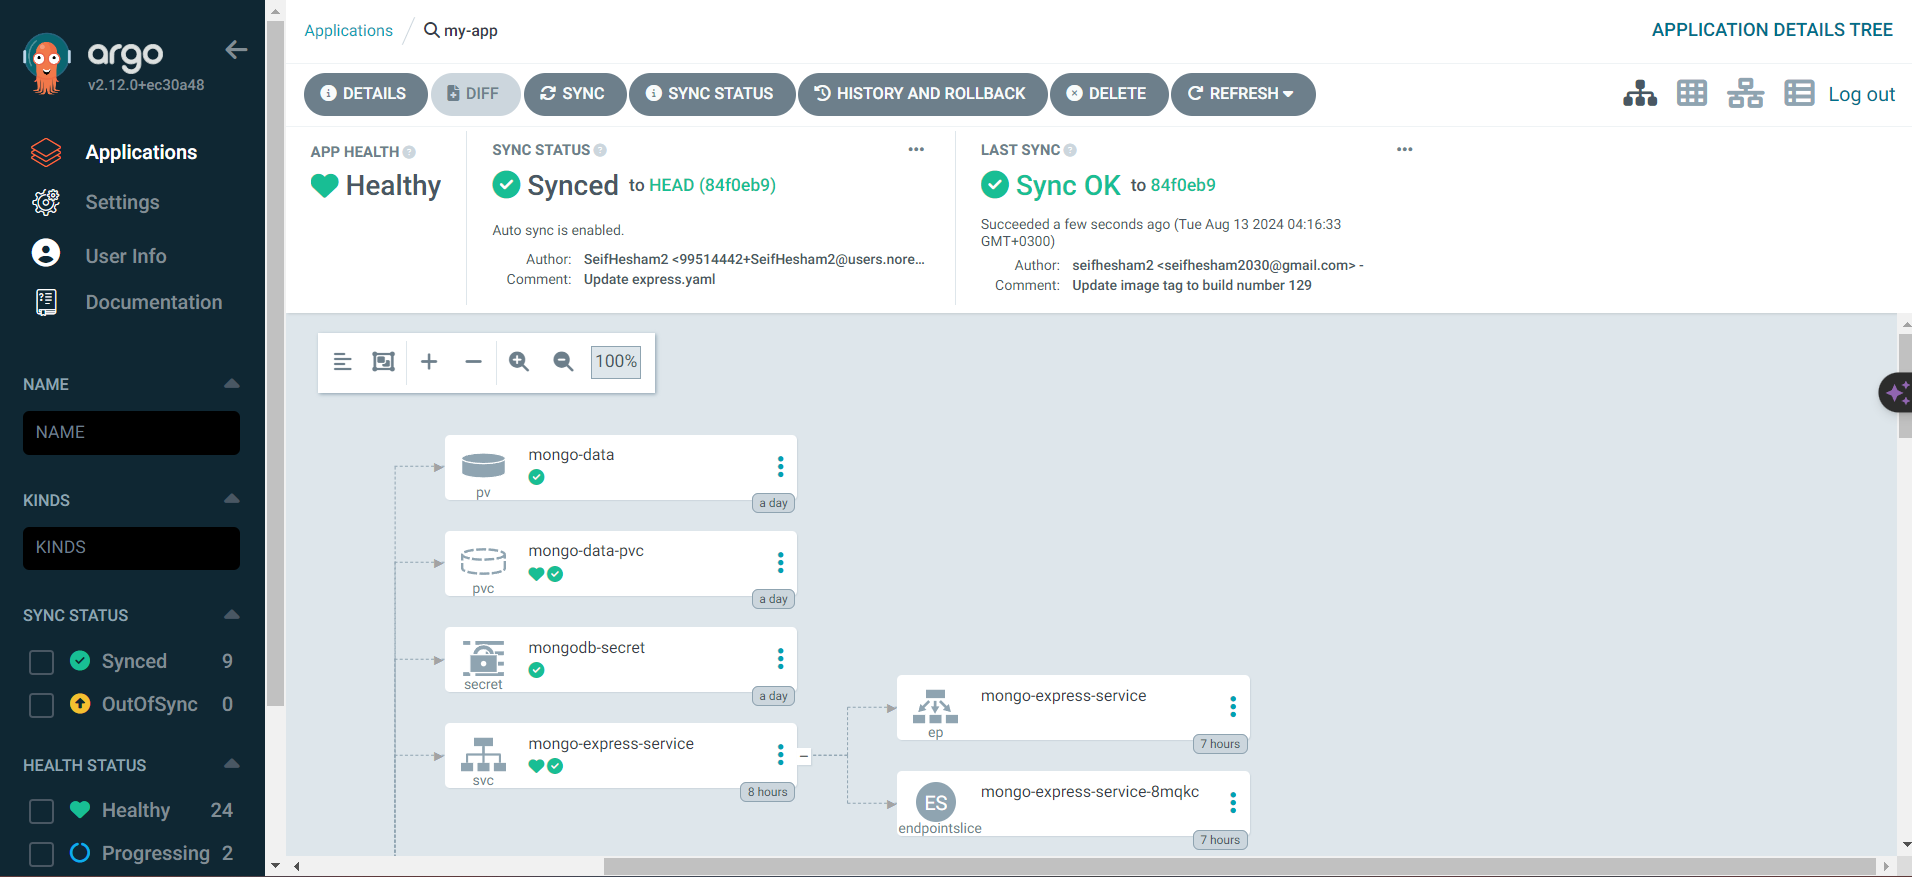 argo
v2.12.0+ec30a48
Applications
Settings
User Info
Documentation
NAME
NAME
KINDS
KINDS
SYNC STATUS
Synced 9
OutOfSync 0
HEALTH STATUS
Healthy 24
Progressing 2
Applications / my-app
APPLICATION DETAILS TREE
DETAILS DIFF SYNC SYNC STATUS HISTORY AND ROLLBACK DELETE REFRESH
Log out
APP HEALTH
Healthy
SYNC STATUS
Synced to HEAD (84f0eb9)
Auto sync is enabled.
Author: SeifHesham2 <99514442+SeifHesham2@users.nore...
Comment: Update express.yaml
LAST SYNC
Sync OK to 84f0eb9
Succeeded a few seconds ago (Tue Aug 13 2024 04:16:33
GMT+0300)
Author: seifhesham2 <seifhesham2030@gmail.com> -
Comment: Update image tag to build number 129
100%
mongo-data
pv
a day
mongo-data-pvc
pvc
a day
mongodb-secret
secret
a day
mongo-express-service
svc
8 hours
mongo-express-service
ep
7 hours
ES
mongo-express-service-8mqkc
endpointslice
7 hours